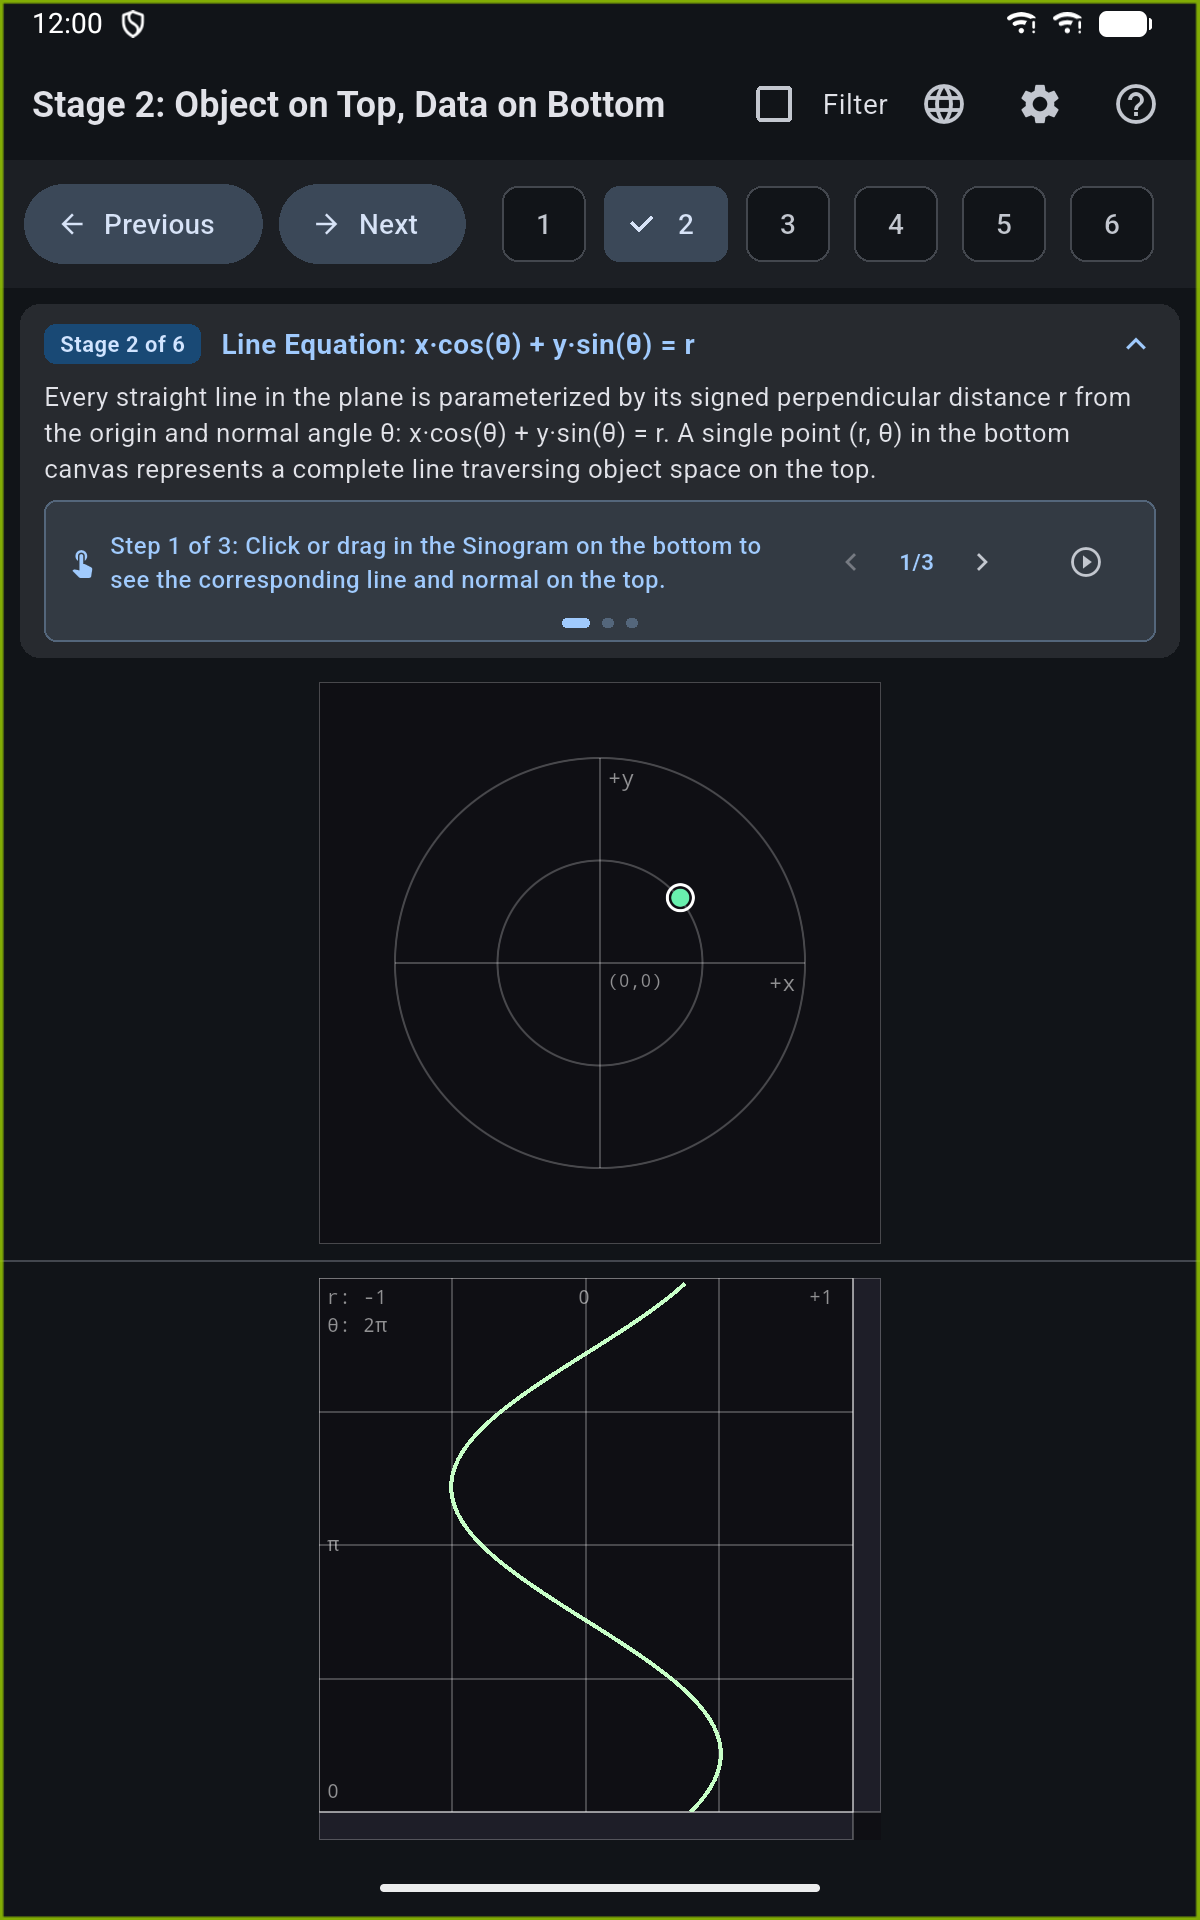 12:00
Stage 2: Object on Top, Data on Bottom
Filter
Previous
Next
1
2
3
4
5
6
Stage 2 of 6
Line Equation: x·cos(θ) + y·sin(θ) = r
Every straight line in the plane is parameterized by its signed perpendicular distance r from
the origin and normal angle θ: x·cos(θ) + y·sin(θ) = r. A single point (r, θ) in the bottom
canvas represents a complete line traversing object space on the top.
Step 1 of 3: Click or drag in the Sinogram on the bottom to
see the corresponding line and normal on the top.
1/3
+y
(0,0)
+x
r: -1
0
+1
θ: 2π
π
0